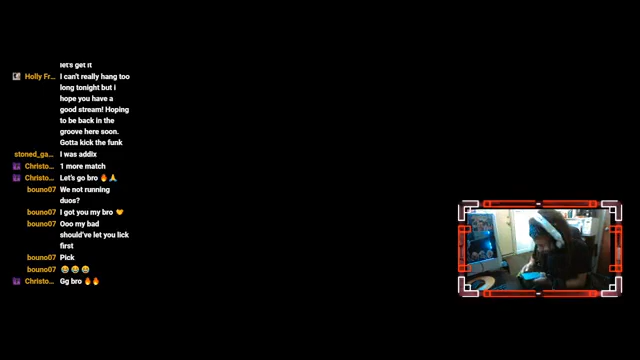 let's get it
Holly Fr... I can't really hang too
long tonight but i
hope you have a
good stream! Hoping
to be back in the
groove here soon.
Gotta kick the funk
stoned_ga... I was addix
Christo... 1 more match
Christo... Let's go bro 🔥🙏
bouno07 We not running
duos?
bouno07 I got you my bro 🧡
bouno07 Ooo my bad
should've let you lick
first
bouno07 Pick
bouno07 😂 😂 😂
Christo... Gg bro 🔥🔥